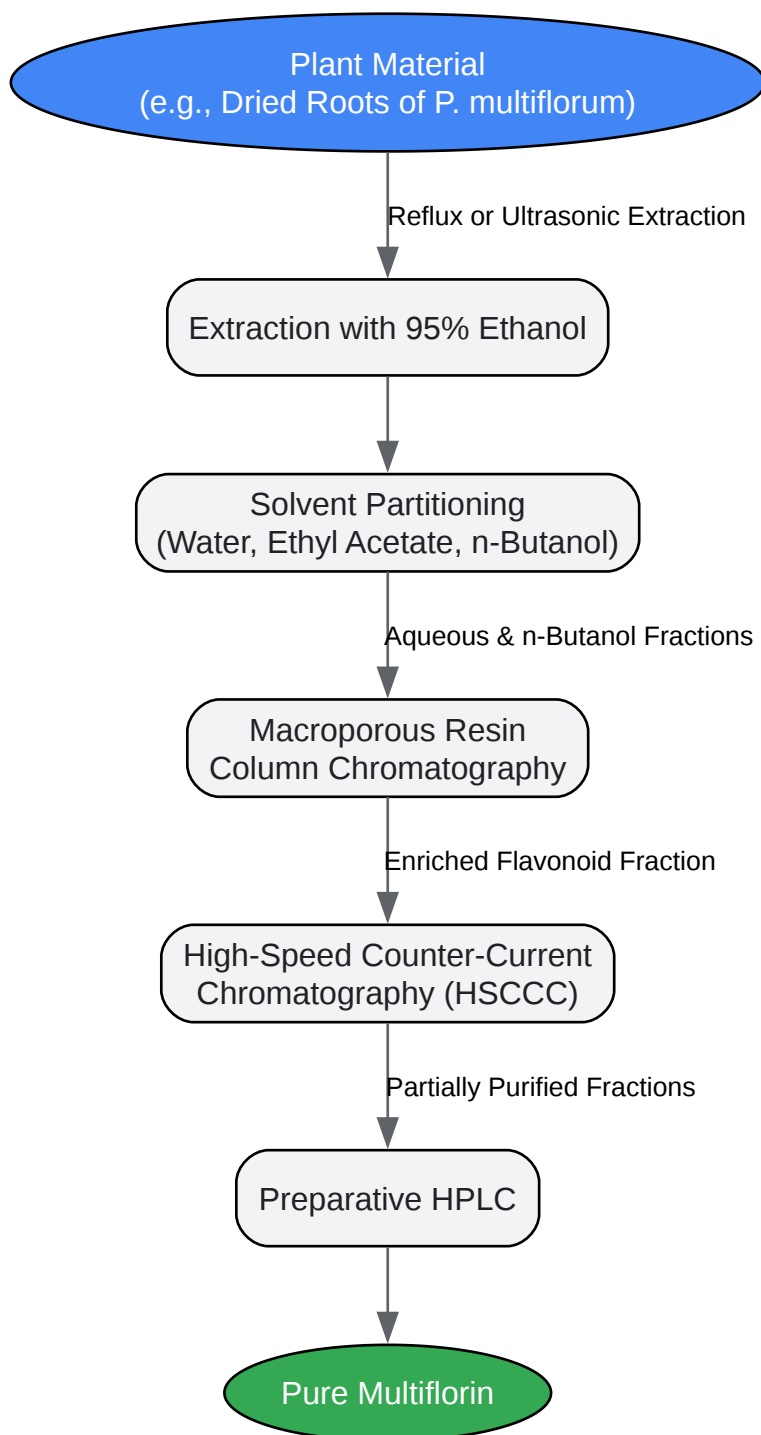 Plant Material
(e.g., Dried Roots of P. multiflorum)
Reflux or Ultrasonic Extraction
Extraction with 95% Ethanol
Solvent Partitioning
(Water, Ethyl Acetate, n-Butanol)
Aqueous & n-Butanol Fractions
Macroporous Resin
Column Chromatography
Enriched Flavonoid Fraction
High-Speed Counter-Current
Chromatography (HSCCC)
Partially Purified Fractions
Preparative HPLC
Pure Multiflorin